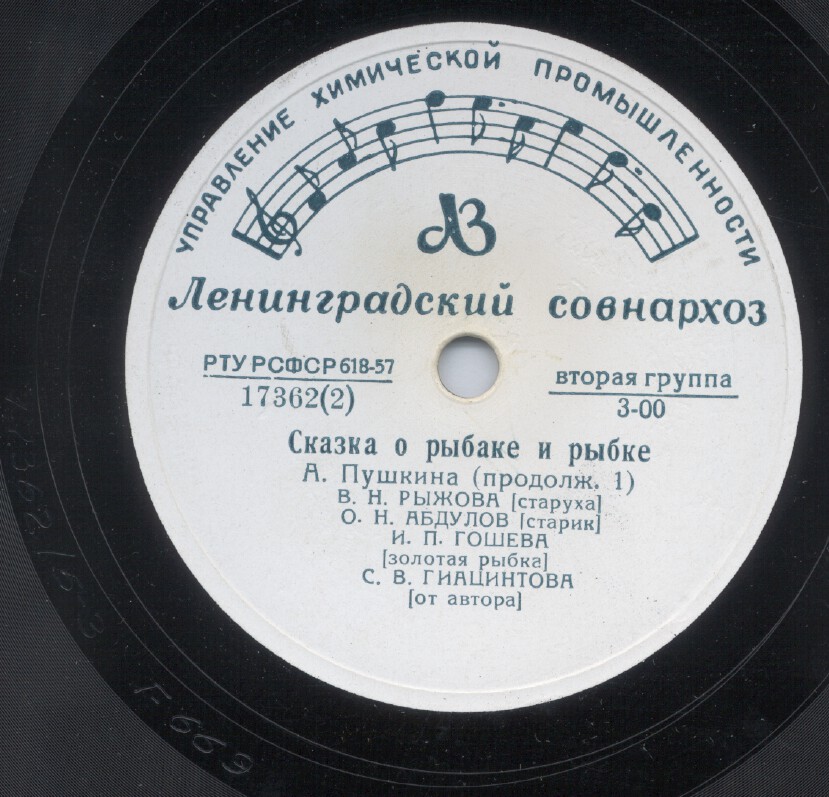 УПРАВЛЕНИЕ ХИМИЧЕСКОЙ ПРОМЫШЛЕННОСТИ
АЗ
Ленинградский совнархоз
РТУ РСФСР 618-57
17362(2)
вторая группа
3-00
Сказка о рыбаке и рыбке
А. Пушкина (продолж. 1)
В. Н. РЫЖОВА [старуха]
О. Н. АБДУЛОВ [старик]
И. П. ГОШЕВА
[золотая рыбка]
С. В. ГИАЦИНТОВА
[от автора]